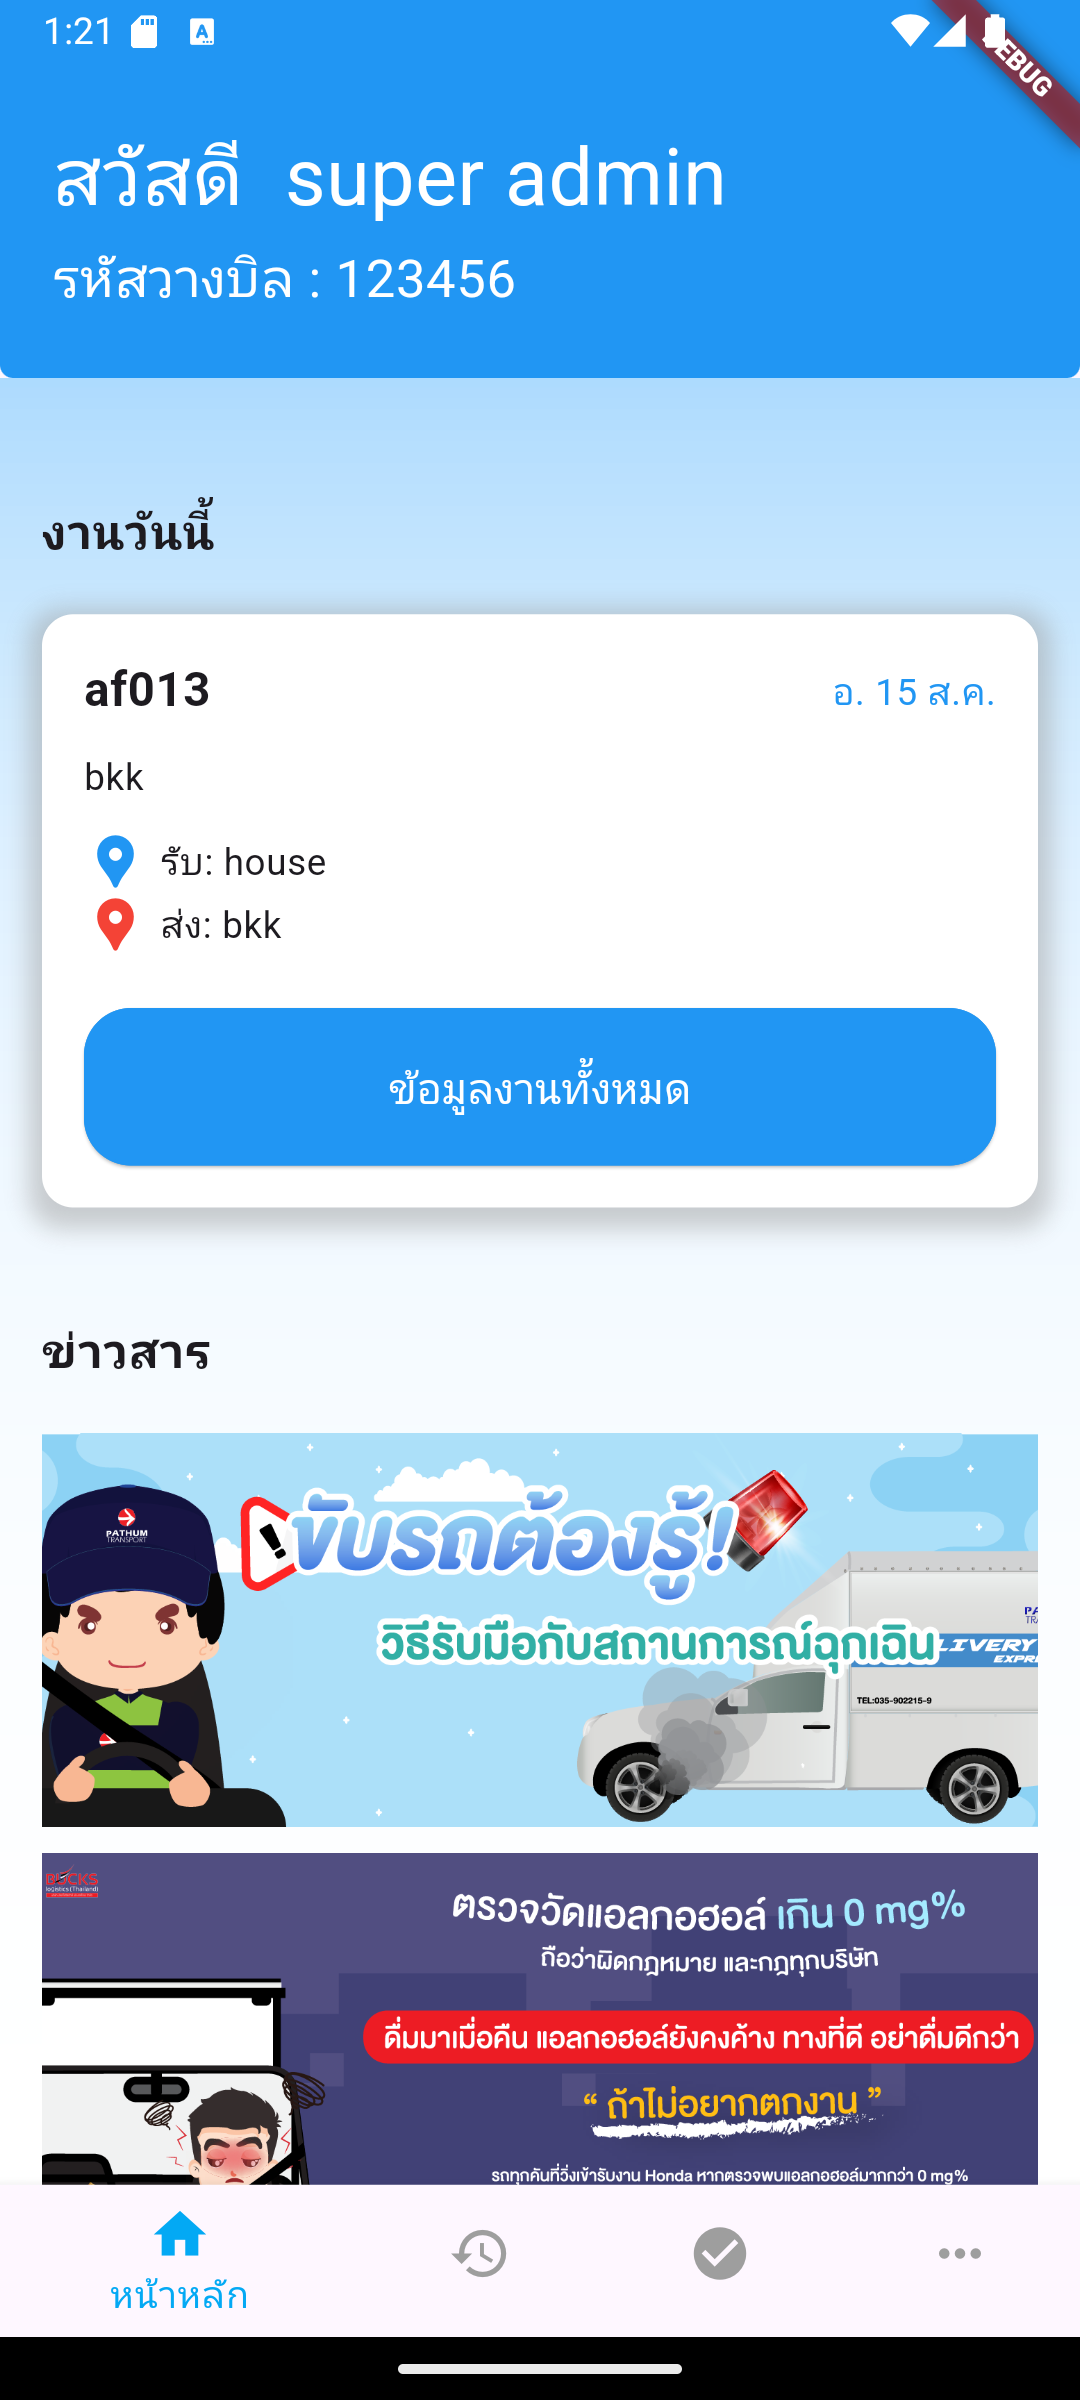 1:21
DEBUG
สวัสดี super admin
รหัสวางบิล : 123456
งานวันนี้
af013
อ. 15 ส.ค.
bkk
รับ: house
ส่ง: bkk
ข้อมูลงานทั้งหมด
ข่าวสาร
PATHUM
TRANSPORT
ขับรถต้องรู้!
วิธีรับมือกับสถานการณ์ฉุกเฉิน
TEL:035-902215-9
logistics (Thailand)
ตรวจวัดแอลกอฮอล์ เกิน 0 mg%
ถือว่าผิดกฎหมาย และกฎทุกบริษัท
ดื่มมาเมื่อคืน แอลกอฮอล์ยังคงค้าง ทางที่ดี อย่าดื่มดีกว่า
“ ถ้าไม่อยากตกงาน ”
รถทุกคันที่วิ่งเข้ารับงาน Honda หากตรวจพบแอลกอฮอล์มากกว่า 0 mg%
หน้าหลัก